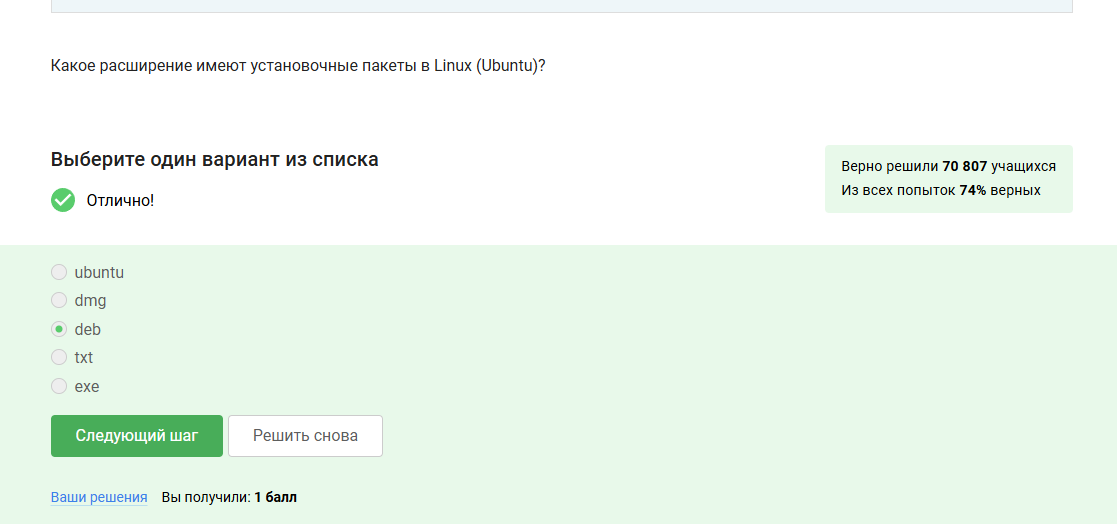 Какое расширение имеют установочные пакеты в Linux (Ubuntu)?
Выберите один вариант из списка
Отлично!
Верно решили 70 807 учащихся
Из всех попыток 74% верных
ubuntu
dmg
deb
txt
exe
Следующий шаг
Решить снова
Ваши решения
Вы получили: 1 балл